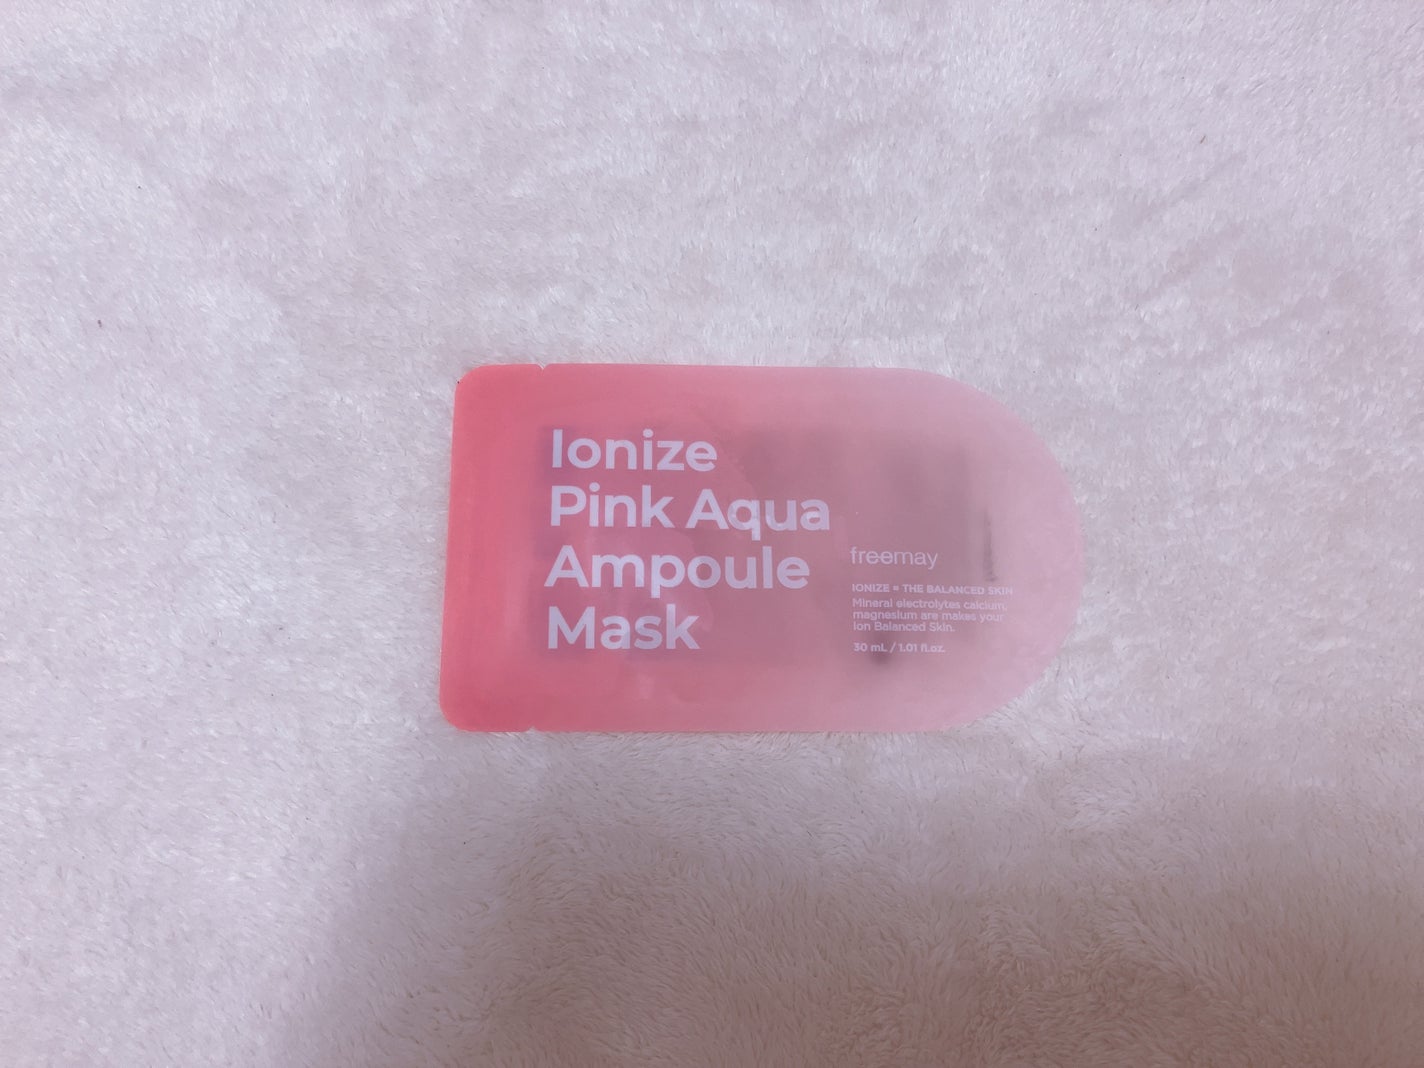 Ionize
Pink Aqua
Ampoule
Mask
freemay
IONIZE = THE BALANCED SKIN
Mineral electrolytes calcium,
magnesium are makes your
Ion Balanced Skin.
30 mL / 1.01 fl.oz.